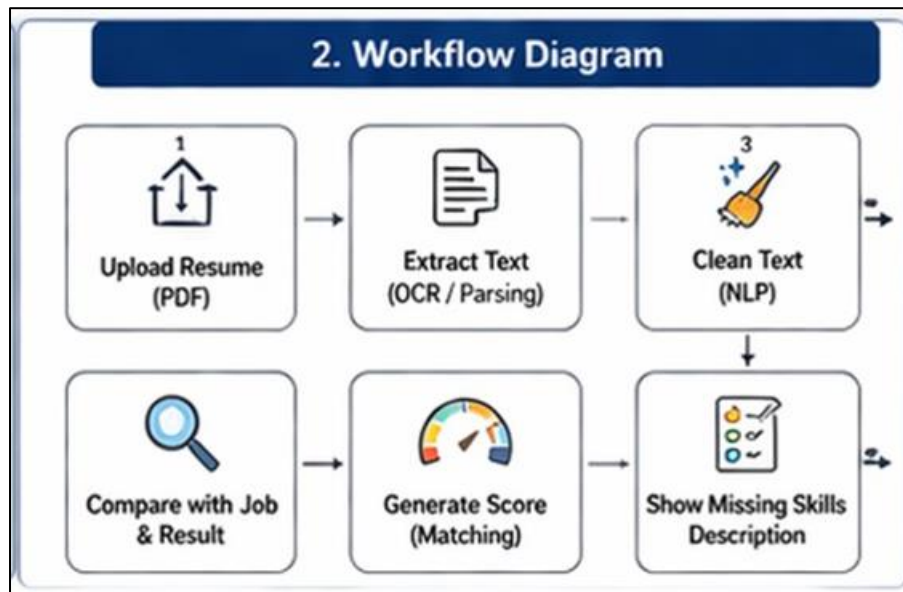 2. Workflow Diagram
1
Upload Resume
(PDF)
Extract Text
(OCR / Parsing)
3
Clean Text
(NLP)
Compare with Job
& Result
Generate Score
(Matching)
Show Missing Skills
Description